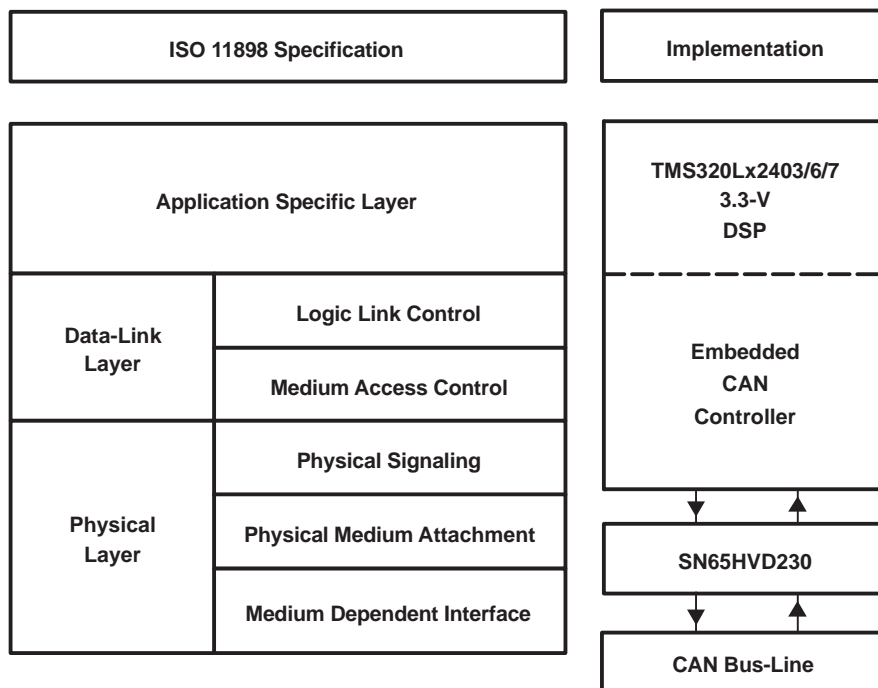 ISO 11898 Specification
Implementation
Application Specific Layer
Data-Link
Layer
Logic Link Control
Medium Access Control
Physical
Layer
Physical Signaling
Physical Medium Attachment
Medium Dependent Interface
TMS320Lx2403/6/7
3.3-V
DSP
Embedded
CAN
Controller
SN65HVD230
CAN Bus-Line